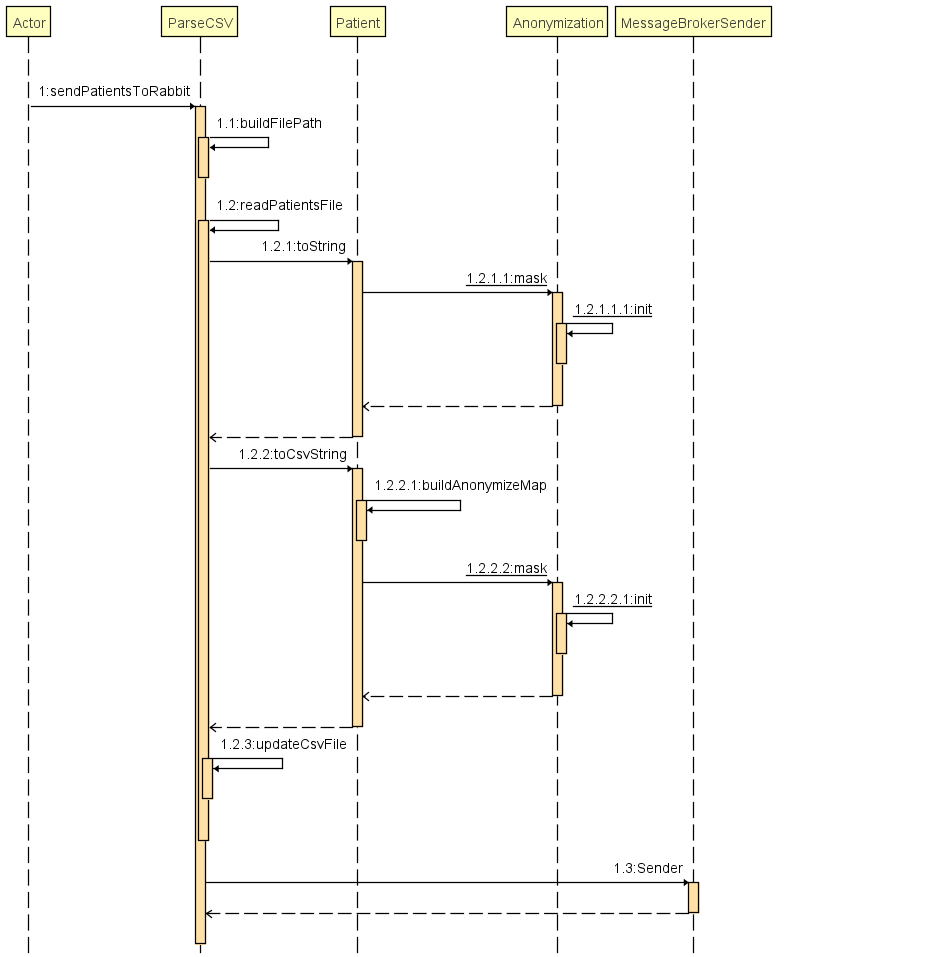 Actor
ParseCSV
Patient
Anonymization
MessageBrokerSender
1:sendPatientsToRabbit
1.1:buildFilePath
1.2:readPatientsFile
1.2.1:toString
1.2.1.1:mask
1.2.1.1.1:init
1.2.2:toCsvString
1.2.2.1:buildAnonymizeMap
1.2.2.2:mask
1.2.2.2.1:init
1.2.3:updateCsvFile
1.3:Sender